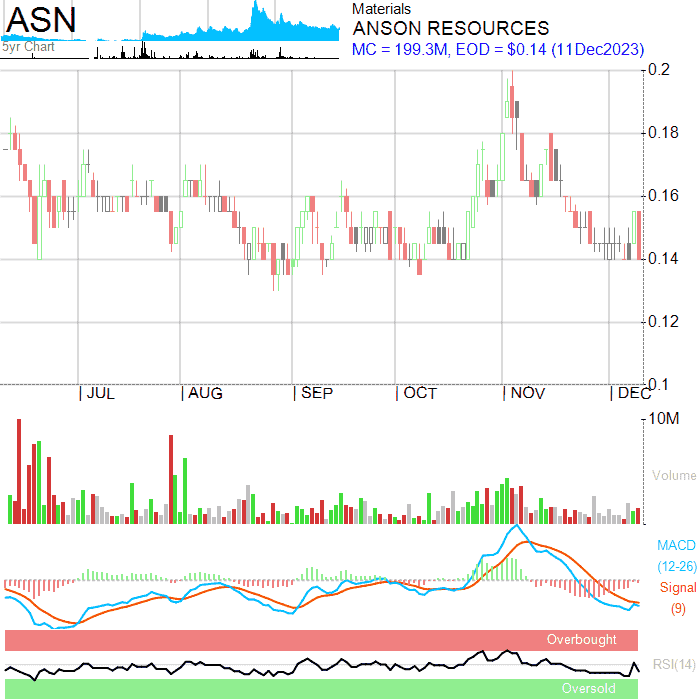 ASN
5yr Chart
Materials
ANSON RESOURCES
MC = 199.3M, EOD = $0.14 (11Dec2023)
0.2
0.18
0.16
0.14
0.12
0.1
JUL AUG SEP OCT NOV DEC
10M
Volume
MACD
(12-26)
Signal
(9)
Overbought
RSI(14)
Oversold